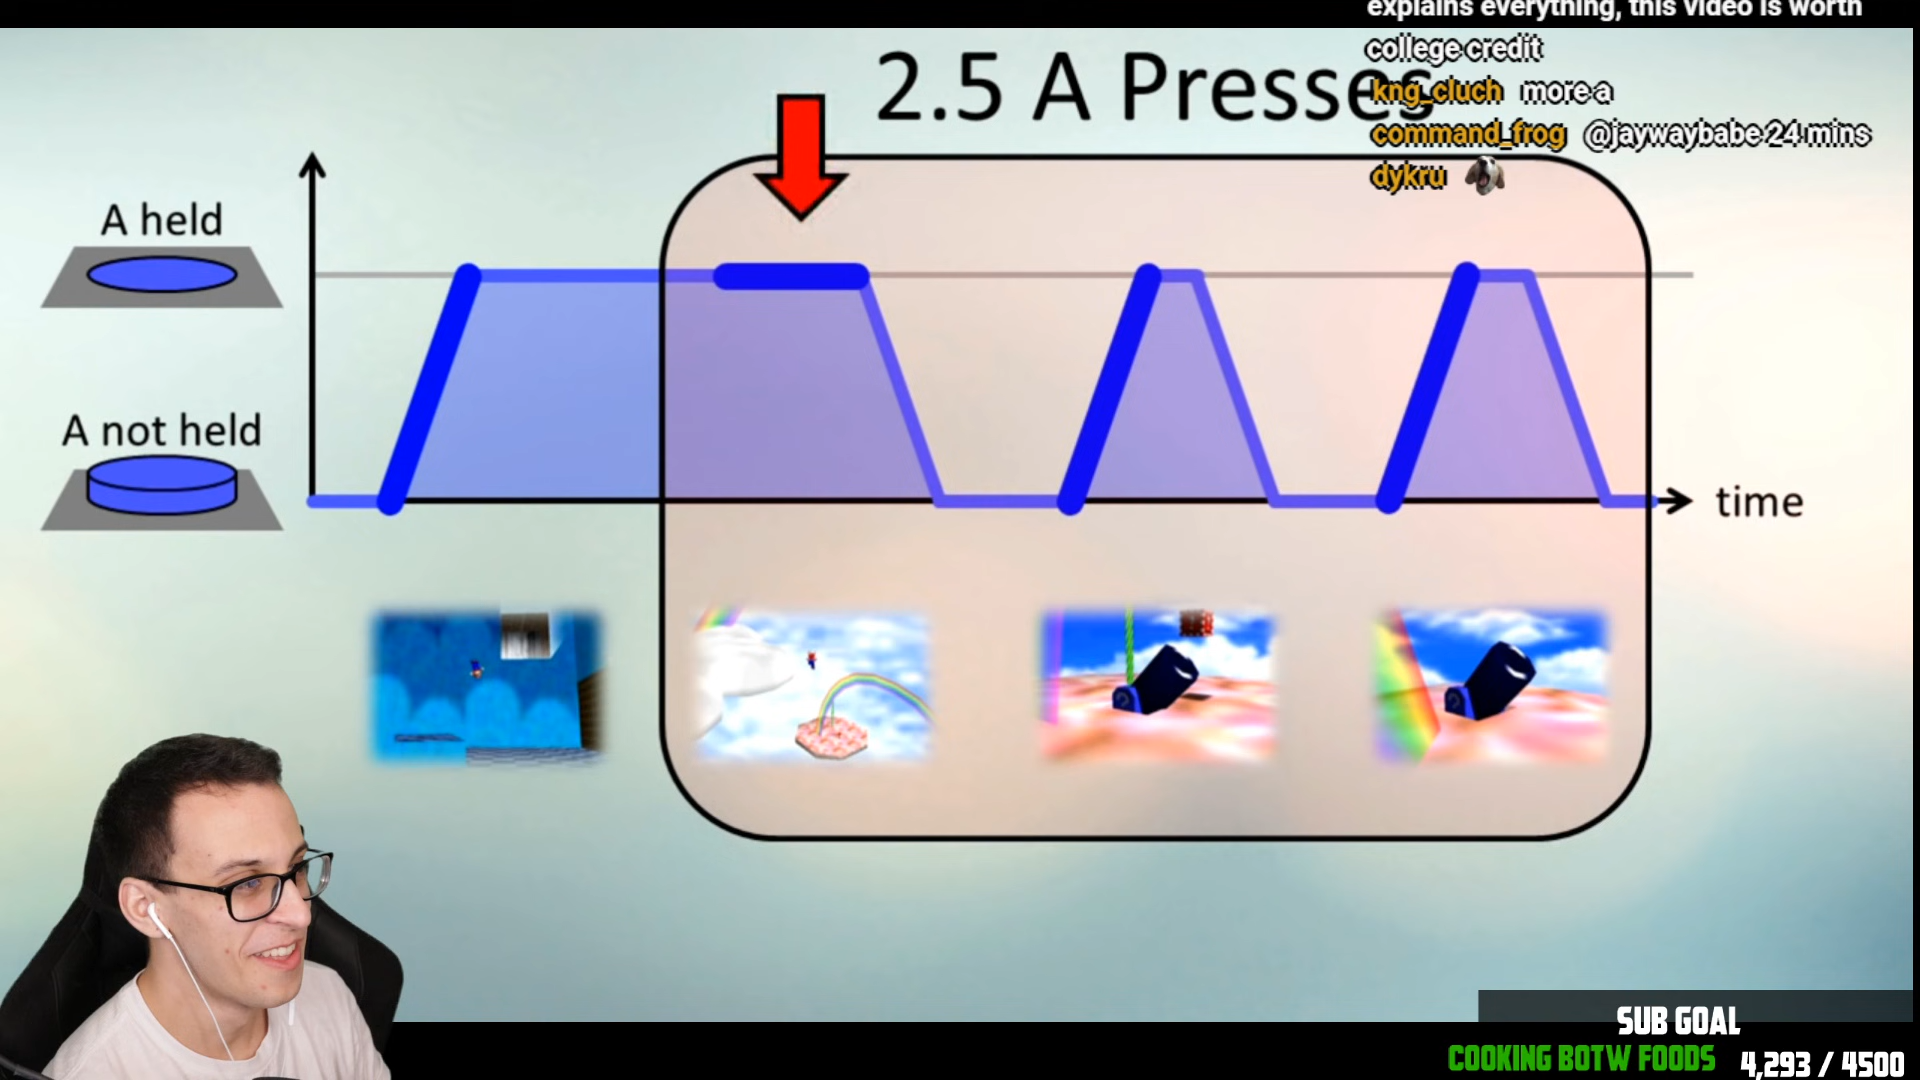 explains everything, this video is worth
college credit
2.5 A Presses
kng_cluch more a
command_frog @jaywaybabe 24 mins
dykru
A held
A not held
time
SUB GOAL
COOKING BOTW FOODS 4,293 / 4500